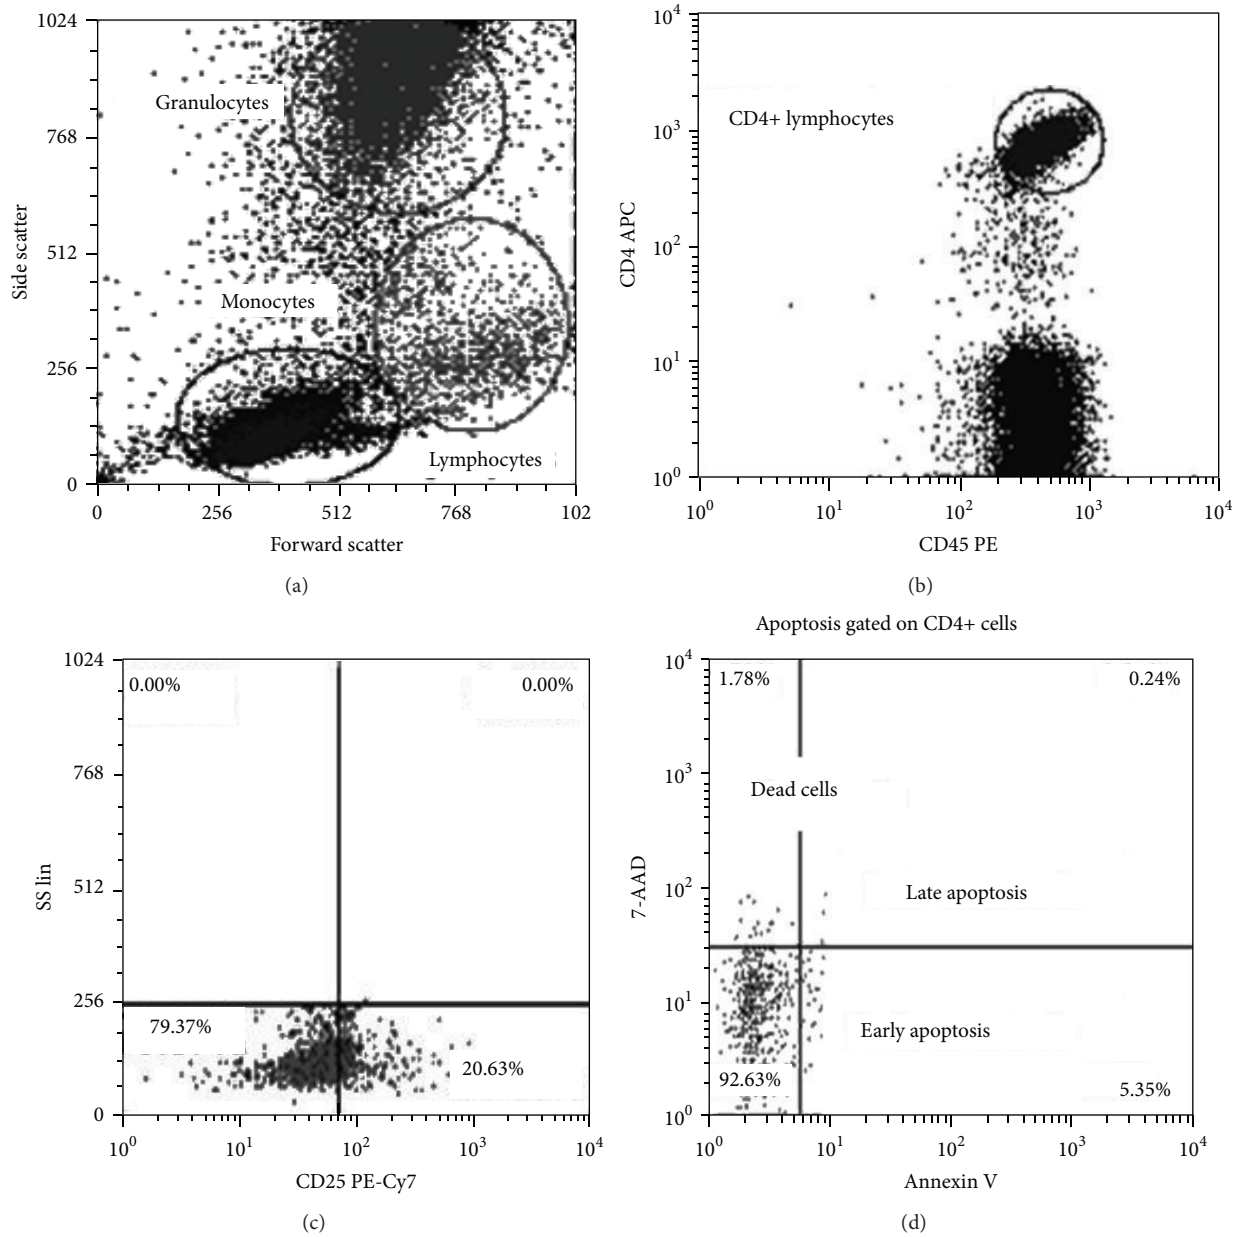 1024
768
512
256
0
Side scatter
Granulocytes
Monocytes
Lymphocytes
0 256 512 768 102
Forward scatter
(a)
10^4
10^3
10^2
10^1
10^0
CD4 APC
CD4+ lymphocytes
10^0 10^1 10^2 10^3 10^4
CD45 PE
(b)
1024
768
512
256
0
SS lin
0.00% 0.00%
79.37%
20.63%
10^0 10^1 10^2 10^3 10^4
CD25 PE-Cy7
(c)
Apoptosis gated on CD4+ cells
10^4
10^3
10^2
10^1
10^0
7-AAD
1.78% 0.24%
Dead cells
Late apoptosis
Early apoptosis
92.63%
5.35%
10^0 10^1 10^2 10^3 10^4
Annexin V
(d)